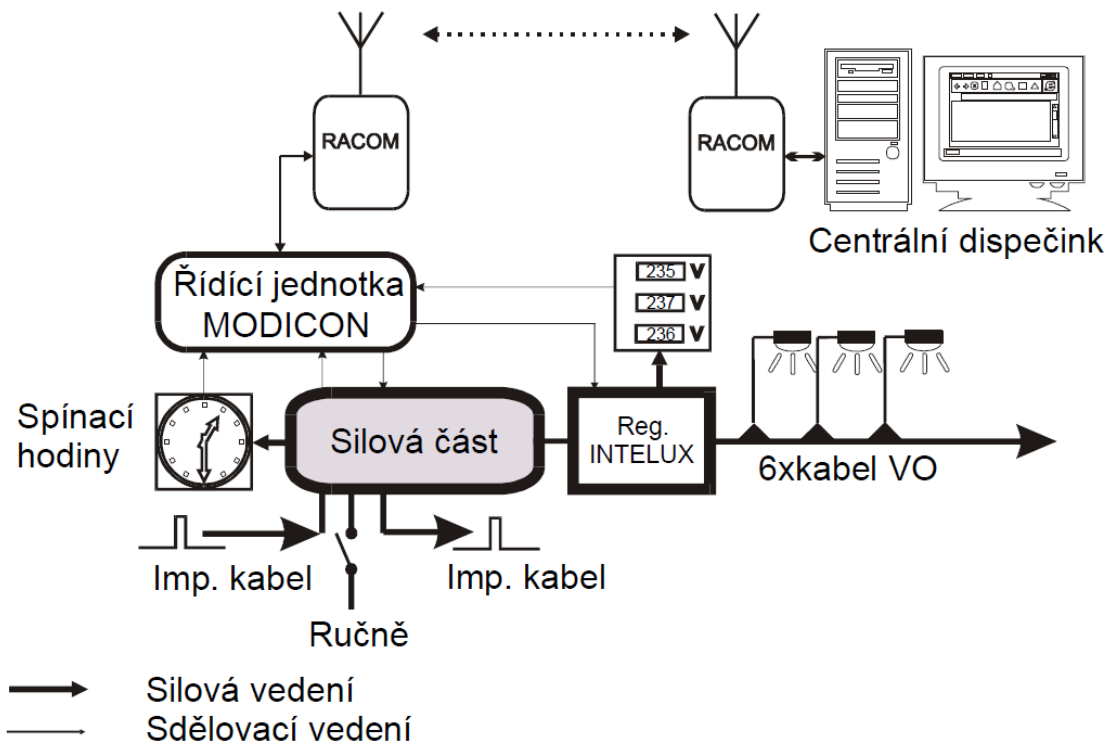 RACOM
RACOM
Centrální dispečink
Řídící jednotka
MODICON
235 V
237 V
236 V
Spínací
hodiny
Silová část
Reg.
INTELUX
6xkabel VO
Imp. kabel
Imp. kabel
Ručně
Silová vedení
Sdělovací vedení